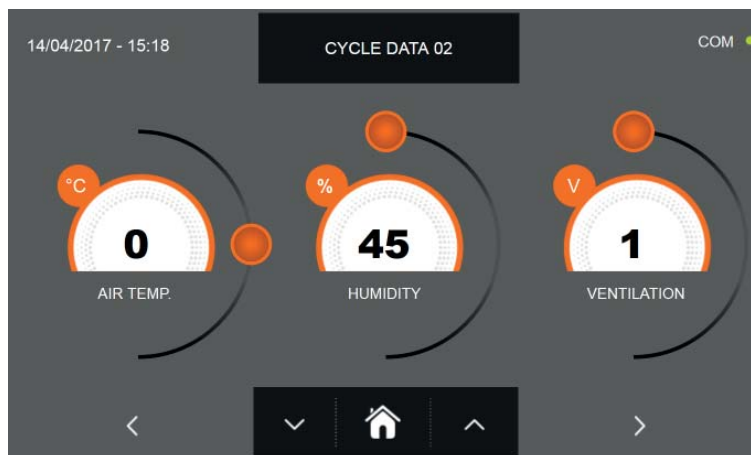 14/04/2017 - 15:18
CYCLE DATA 02
COM
°C
%
V
0
45
1
AIR TEMP.
HUMIDITY
VENTILATION